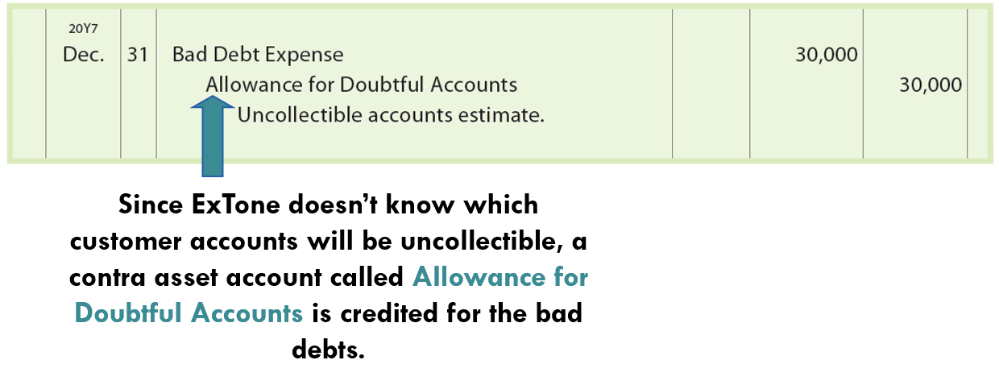 20Y7
Dec. 31 Bad Debt Expense 30,000
Allowance for Doubtful Accounts 30,000
Uncollectible accounts estimate.
Since ExTone doesn’t know which
customer accounts will be uncollectible, a
contra asset account called Allowance for
Doubtful Accounts is credited for the bad
debts.